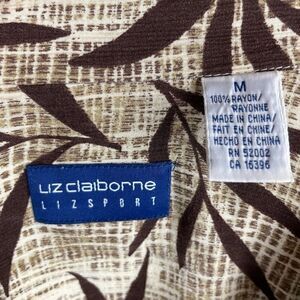 liz claiborne
LIZSPORT
M
100% RAYON/
RAYONNE
MADE IN CHINA/
FAIT EN CHINE/
HECHO EN CHINA
RN 52002
CA 16396